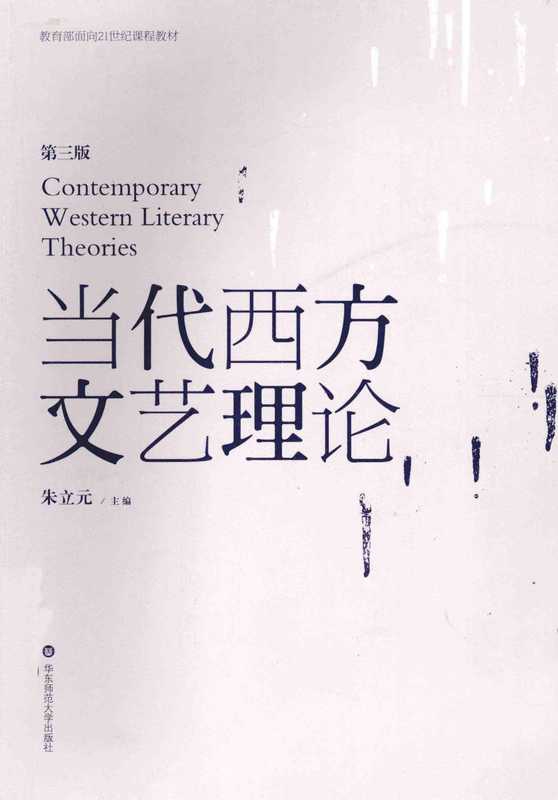 教育部面向21世纪课程教材
第三版
Contemporary
Western Literary
Theories
当代西方
文艺理论
朱立元 / 主编
华东师范大学出版社